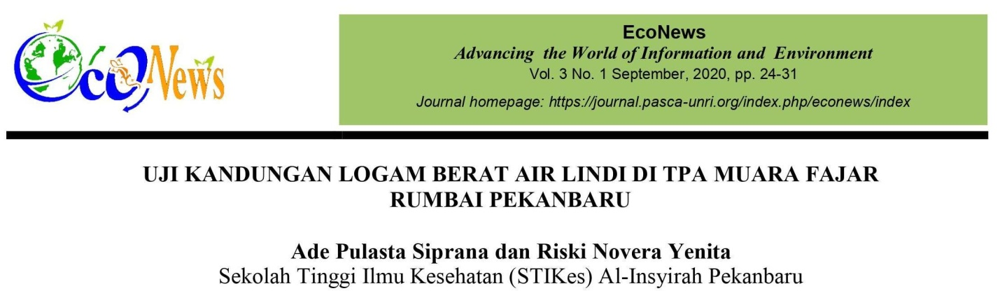 EcoNews
EcoNews
Advancing the World of Information and Environment
Vol. 3 No. 1 September, 2020, pp. 24-31
Journal homepage: https://journal.pasca-unri.org/index.php/econews/index
UJI KANDUNGAN LOGAM BERAT AIR LINDI DI TPA MUARA FAJAR
RUMBAI PEKANBARU
Ade Pulasta Siprana dan Riski Novera Yenita
Sekolah Tinggi Ilmu Kesehatan (STIKes) Al-Insyirah Pekanbaru